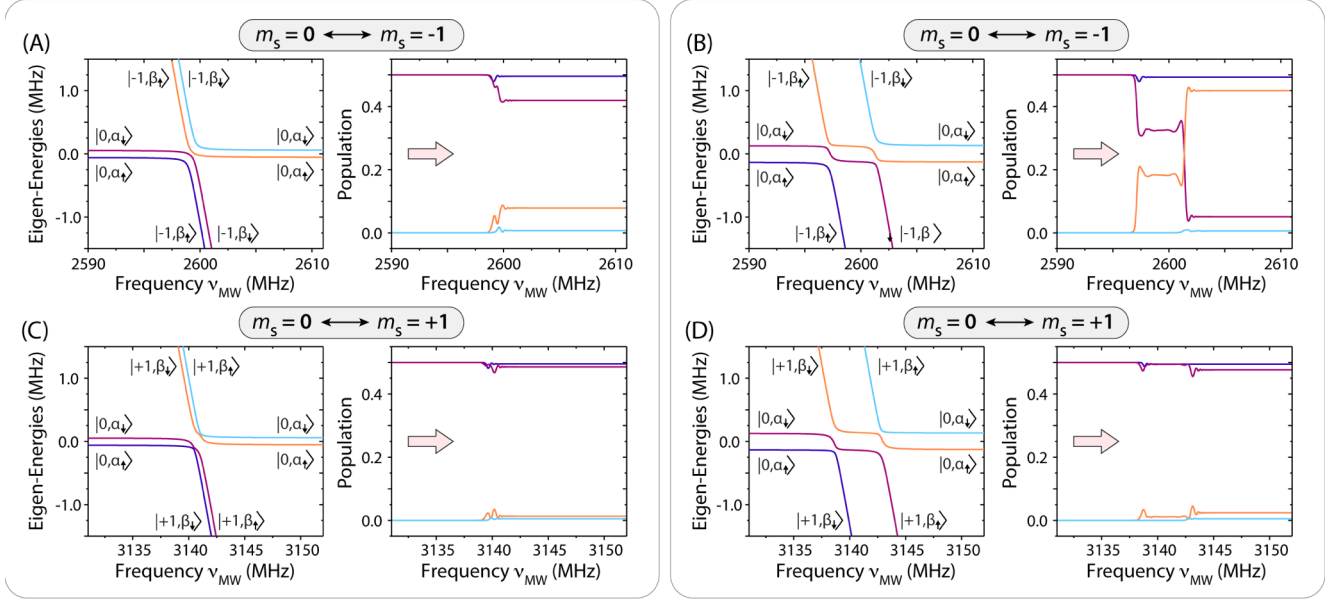 (A)
m_s = 0 ⟷ m_s = -1
Eigen-Energies (MHz)
1.0
0.0
-1.0
|-1,β↑⟩ |-1,β↓⟩
|0,α↓⟩ |0,α↓⟩
|0,α↑⟩ |0,α↑⟩
|-1,β↑⟩ |-1,β↓⟩
2590 2600 2610
Frequency ν_MW (MHz)
Population
0.4
0.2
0.0
2590 2600 2610
Frequency ν_MW (MHz)
(B)
m_s = 0 ⟷ m_s = -1
Eigen-Energies (MHz)
1.0
0.0
-1.0
|-1,β↑⟩ |-1,β↓⟩
|0,α↓⟩ |0,α↓⟩
|0,α↑⟩ |0,α↑⟩
|-1,β↑⟩ |-1,β⟩
2590 2600 2610
Frequency ν_MW (MHz)
Population
0.4
0.2
0.0
2590 2600 2610
Frequency ν_MW (MHz)
(C)
m_s = 0 ⟷ m_s = +1
Eigen-Energies (MHz)
1.0
0.0
-1.0
|+1,β↓⟩ |+1,β↑⟩
|0,α↓⟩ |0,α↓⟩
|0,α↑⟩ |0,α↑⟩
|+1,β↓⟩ |+1,β↑⟩
3135 3140 3145 3150
Frequency ν_MW (MHz)
Population
0.4
0.2
0.0
3135 3140 3145 3150
Frequency ν_MW (MHz)
(D)
m_s = 0 ⟷ m_s = +1
Eigen-Energies (MHz)
1.0
0.0
-1.0
|+1,β↓⟩ |+1,β↑⟩
|0,α↓⟩ |0,α↓⟩
|0,α↑⟩ |0,α↑⟩
|+1,β↓⟩ |+1,β↑⟩
3135 3140 3145 3150
Frequency ν_MW (MHz)
Population
0.4
0.2
0.0
3135 3140 3145 3150
Frequency ν_MW (MHz)